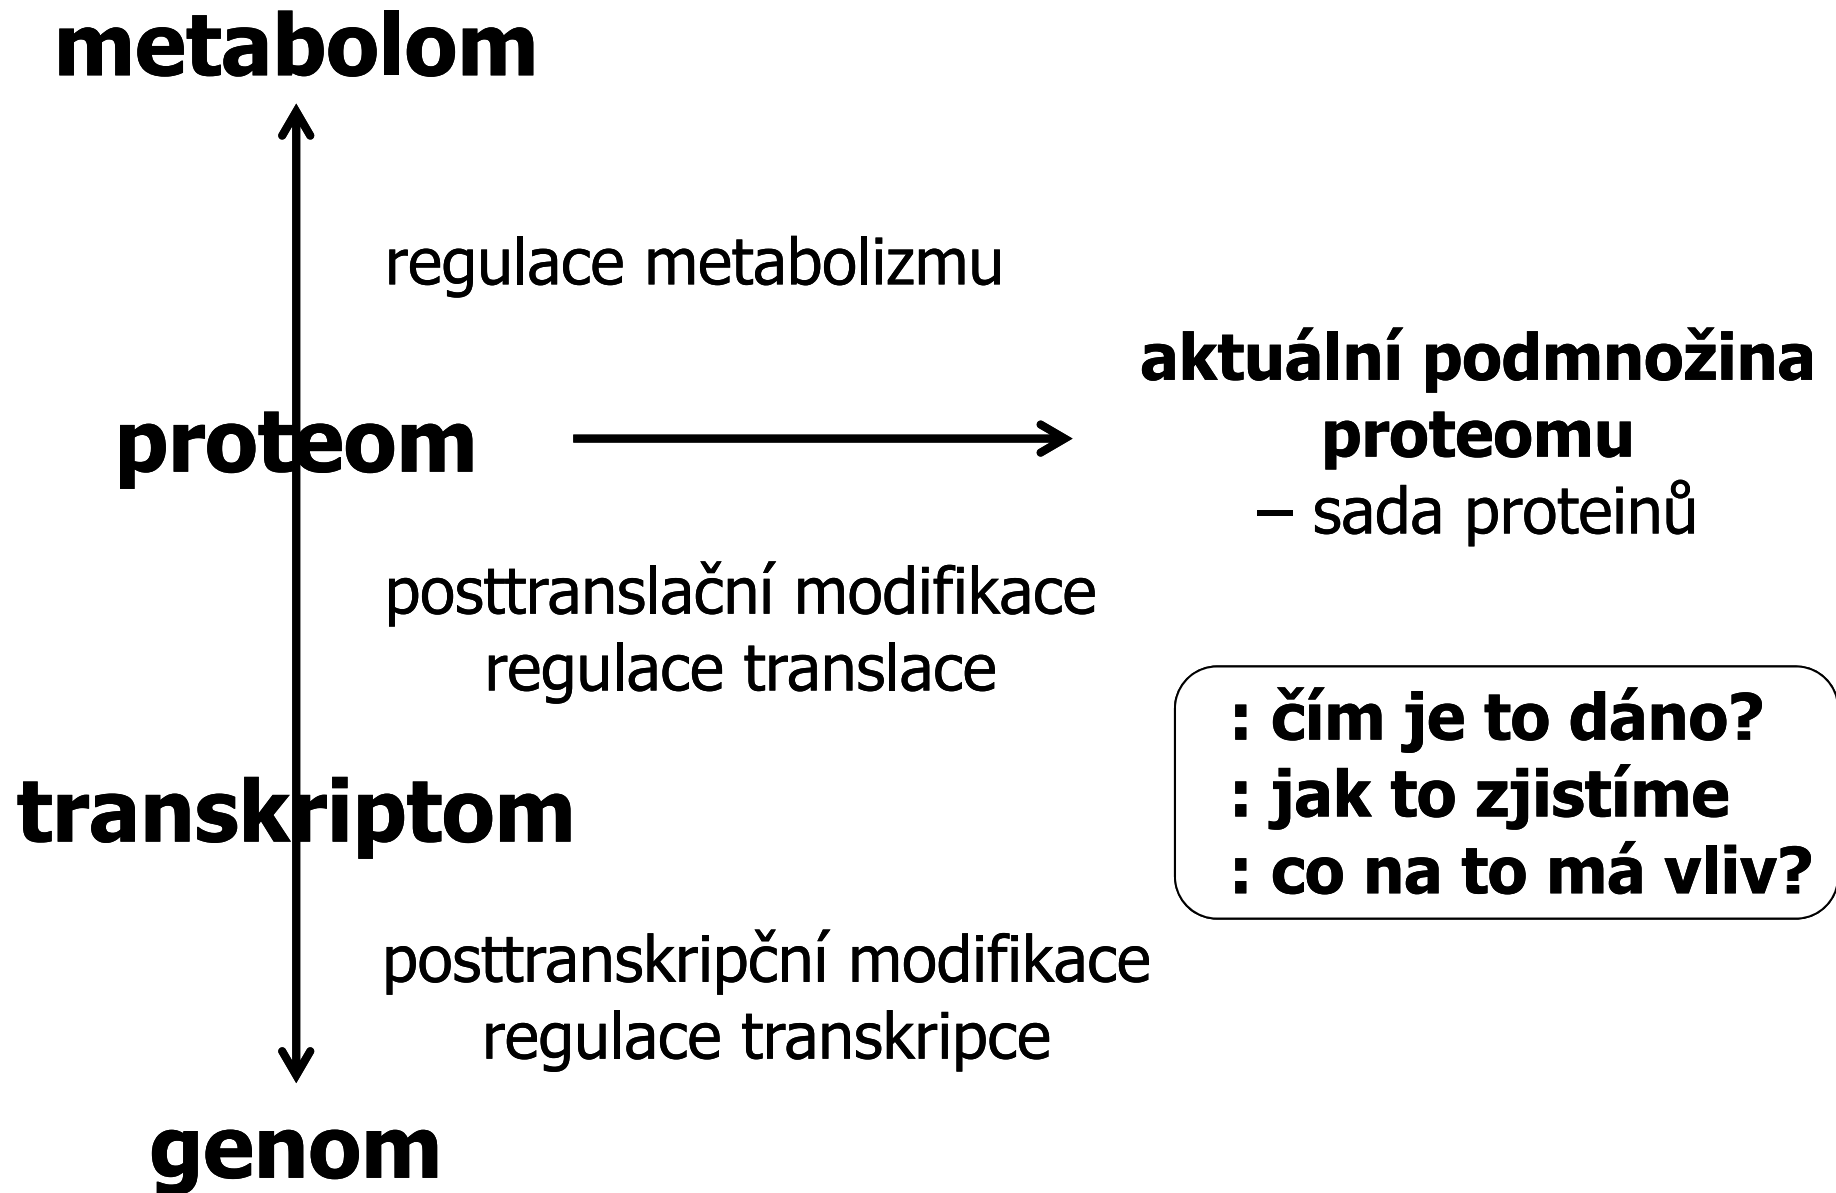 metabolom
regulace metabolizmu
proteom
aktuální podmnožina
proteomu
– sada proteinů
posttranslační modifikace
regulace translace
: čím je to dáno?
: jak to zjistíme
: co na to má vliv?
transkriptom
posttranskripční modifikace
regulace transkripce
genom